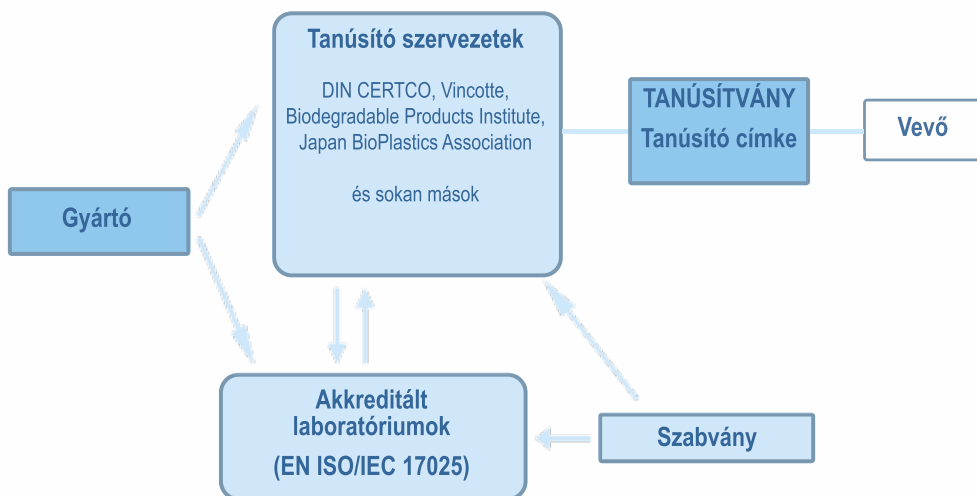 Tanúsító szervezetek
DIN CERTCO, Vincotte,
Biodegradable Products Institute,
Japan BioPlastics Association
és sokan mások
TANÚSÍTVÁNY
Tanúsító címke
Vevő
Gyártó
Akkreditált
laboratóriumok
(EN ISO/IEC 17025)
Szabvány